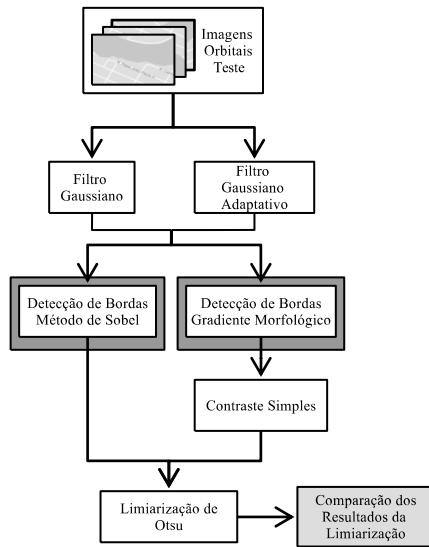 Imagens
Orbitais
Teste
Filtro
Gaussiano
Filtro
Gaussiano
Adaptativo
Detecção de Bordas
Método de Sobel
Detecção de Bordas
Gradiente Morfológico
Contraste Simples
Limiarização de
Otsu
Comparação dos
Resultados da
Limiarização